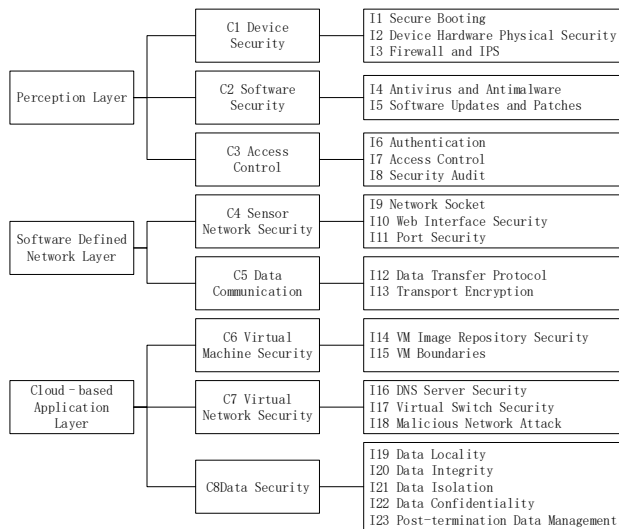 C1 Device
Security
I1 Secure Booting
I2 Device Hardware Physical Security
I3 Firewall and IPS
Perception Layer
C2 Software
Security
I4 Antivirus and Antimalware
I5 Software Updates and Patches
C3 Access
Control
I6 Authentication
I7 Access Control
I8 Security Audit
Software Defined
Network Layer
C4 Sensor
Network Security
I9 Network Socket
I10 Web Interface Security
I11 Port Security
C5 Data
Communication
I12 Data Transfer Protocol
I13 Transport Encryption
Cloud-based
Application
Layer
C6 Virtual
Machine Security
I14 VM Image Repository Security
I15 VM Boundaries
C7 Virtual
Network Security
I16 DNS Server Security
I17 Virtual Switch Security
I18 Malicious Network Attack
C8Data Security
I19 Data Locality
I20 Data Integrity
I21 Data Isolation
I22 Data Confidentiality
I23 Post-termination Data Management